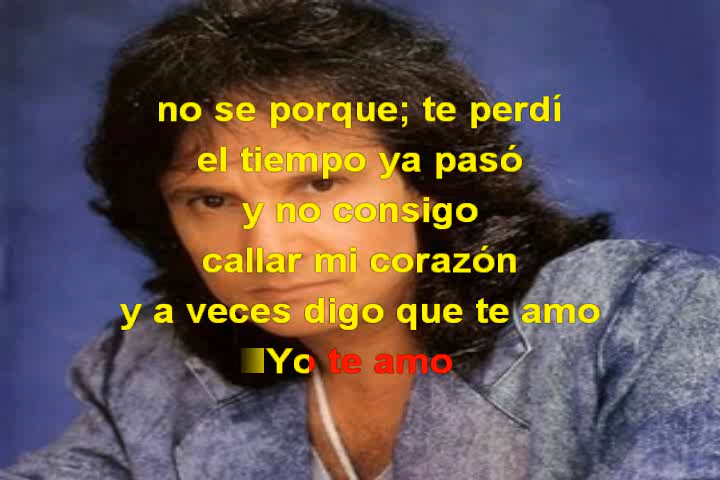 no se porque; te perdí
el tiempo ya pasó
y no consigo
callar mi corazón
y a veces digo que te amo
Yo te amo